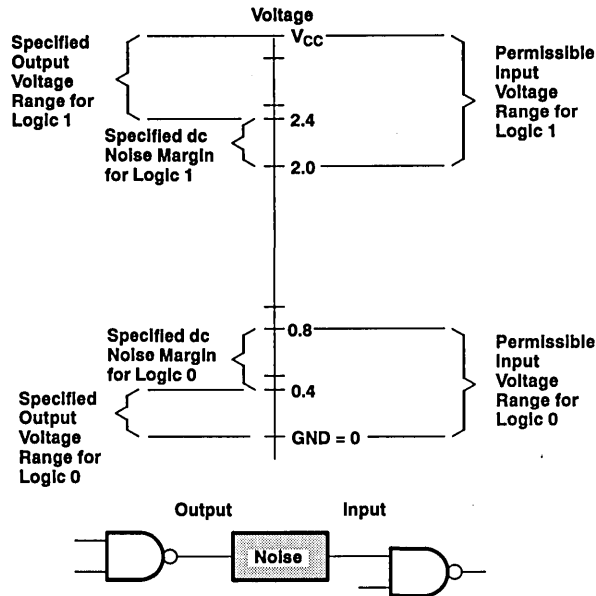 Voltage
VCC
Specified
Output
Voltage
Range for
Logic 1
Permissible
Input
Voltage
Range for
Logic 1
2.4
Specified dc
Noise Margin
for Logic 1
2.0
0.8
Specified dc
Noise Margin
for Logic 0
Permissible
Input
Voltage
Range for
Logic 0
0.4
Specified
Output
Voltage
Range for
Logic 0
GND = 0
Output
Input
Noise